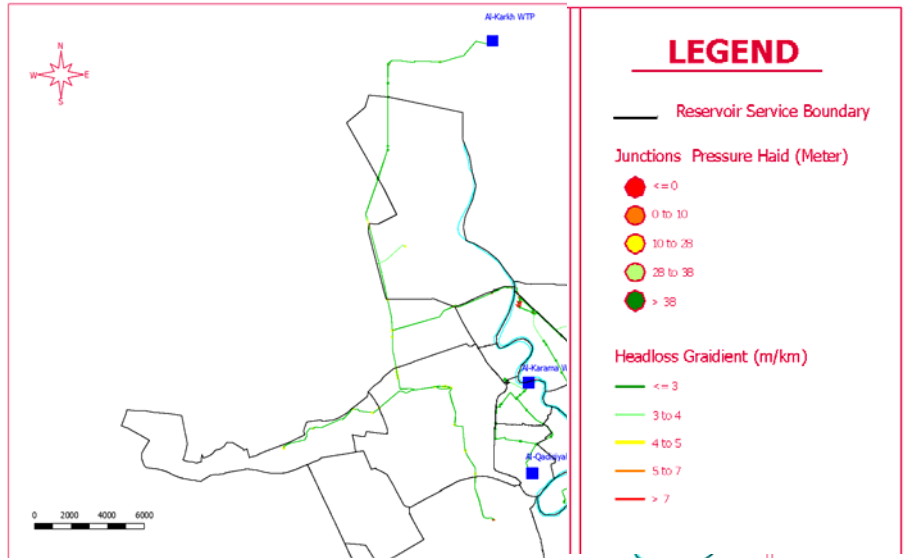 Al-Karkh WTP
N
W E
S
Al-Karama W
Al-Qadisiyah
0 2000 4000 6000
LEGEND
Reservoir Service Boundary
Junctions Pressure Haid (Meter)
<= 0
0 to 10
10 to 28
28 to 38
> 38
Headloss Graidient (m/km)
<= 3
3 to 4
4 to 5
5 to 7
> 7